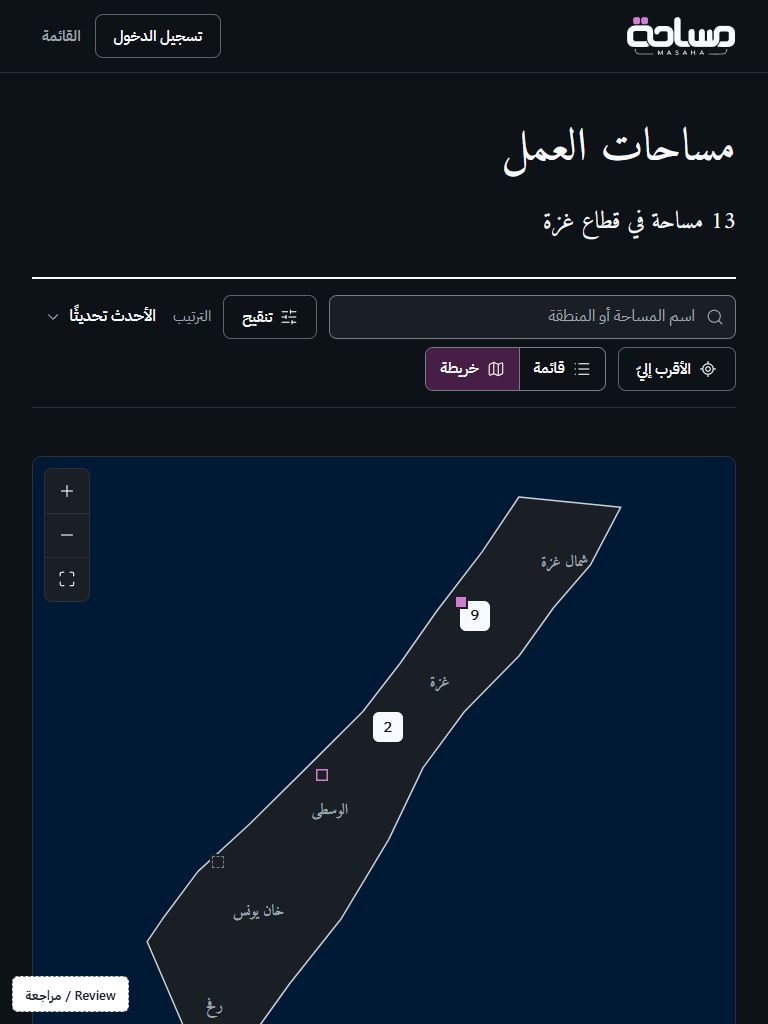 مساحة
MASAHA
تسجيل الدخول
القائمة
مساحات العمل
13 مساحة في قطاع غزة
اسم المساحة أو المنطقة
تنقيح
الترتيب
الأحدث تحديثًا
الأقرب إليّ
قائمة
خريطة
شمال غزة
9
غزة
2
الوسطى
خان يونس
رفح
Review / مراجعة